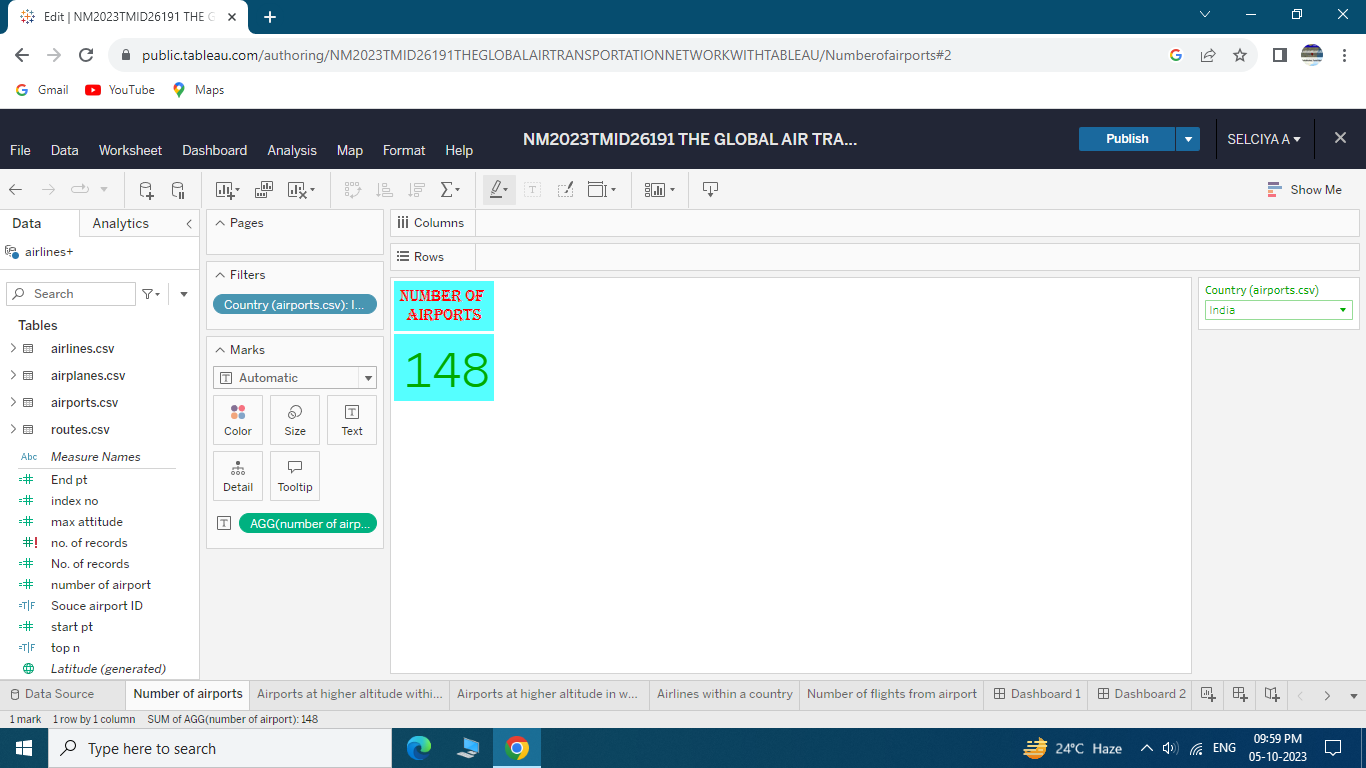 Edit | NM2023TMID26191 THE G
public.tableau.com/authoring/NM2023TMID26191THEGLOBALAIRTRANSPORTATIONNETWORKWITHTABLEAU/Numberofairports#2
Gmail YouTube Maps
NM2023TMID26191 THE GLOBAL AIR TRA...
Publish
SELCIYA A
File Data Worksheet Dashboard Analysis Map Format Help
Show Me
Data Analytics
Pages
Columns
airlines+
Rows
Filters
Search
Country (airports.csv): I...
Country (airports.csv)
India
NUMBER OF
AIRPORTS
148
Tables
airlines.csv
airplanes.csv
airports.csv
routes.csv
Abc Measure Names
End pt
index no
max attitude
no. of records
No. of records
number of airport
=T|F Souce airport ID
start pt
=T|F top n
Latitude (generated)
Marks
Automatic
Color Size Text
Detail Tooltip
AGG(number of airp...
Data Source Number of airports Airports at higher altitude withi... Airports at higher altitude in w... Airlines within a country Number of flights from airport Dashboard 1 Dashboard 2
1 mark 1 row by 1 column SUM of AGG(number of airport): 148
Type here to search
24°C Haze
ENG
09:59 PM
05-10-2023